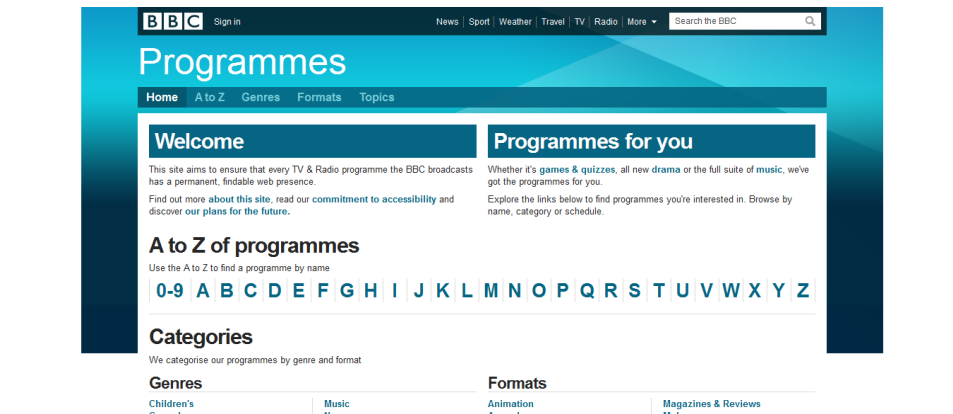 BBC Sign in News Sport Weather Travel TV Radio More Search the BBC
Programmes
Home A to Z Genres Formats Topics
Welcome
This site aims to ensure that every TV & Radio programme the BBC broadcasts
has a permanent, findable web presence.
Find out more about this site, read our commitment to accessibility and
discover our plans for the future.
Programmes for you
Whether it's games & quizzes, all new drama or the full suite of music, we've
got the programmes for you.
Explore the links below to find programmes you're interested in. Browse by
name, category or schedule.
A to Z of programmes
Use the A to Z to find a programme by name
0-9 A B C D E F G H I J K L M N O P Q R S T U V W X Y Z
Categories
We categorise our programmes by genre and format
Genres
Children's Music
Formats
Animation Magazines & Reviews